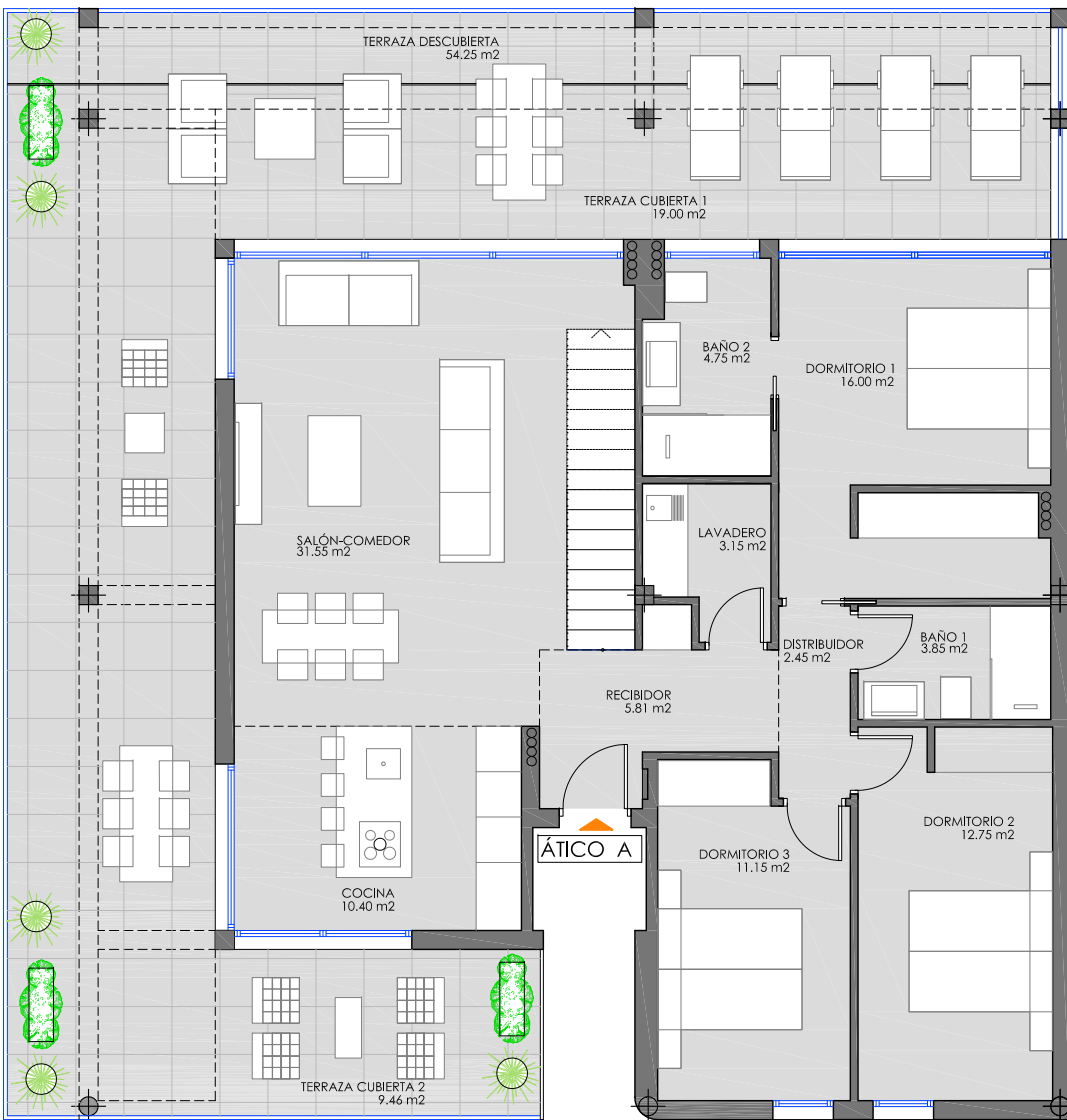 TERRAZA DESCUBIERTA
54.25 m2
TERRAZA CUBIERTA 1
19.00 m2
BAÑO 2
4.75 m2
DORMITORIO 1
16.00 m2
SALÓN-COMEDOR
31.55 m2
LAVADERO
3.15 m2
DISTRIBUIDOR
2.45 m2
BAÑO 1
3.85 m2
RECIBIDOR
5.81 m2
ÁTICO A
DORMITORIO 2
12.75 m2
DORMITORIO 3
11.15 m2
COCINA
10.40 m2
TERRAZA CUBIERTA 2
9.46 m2